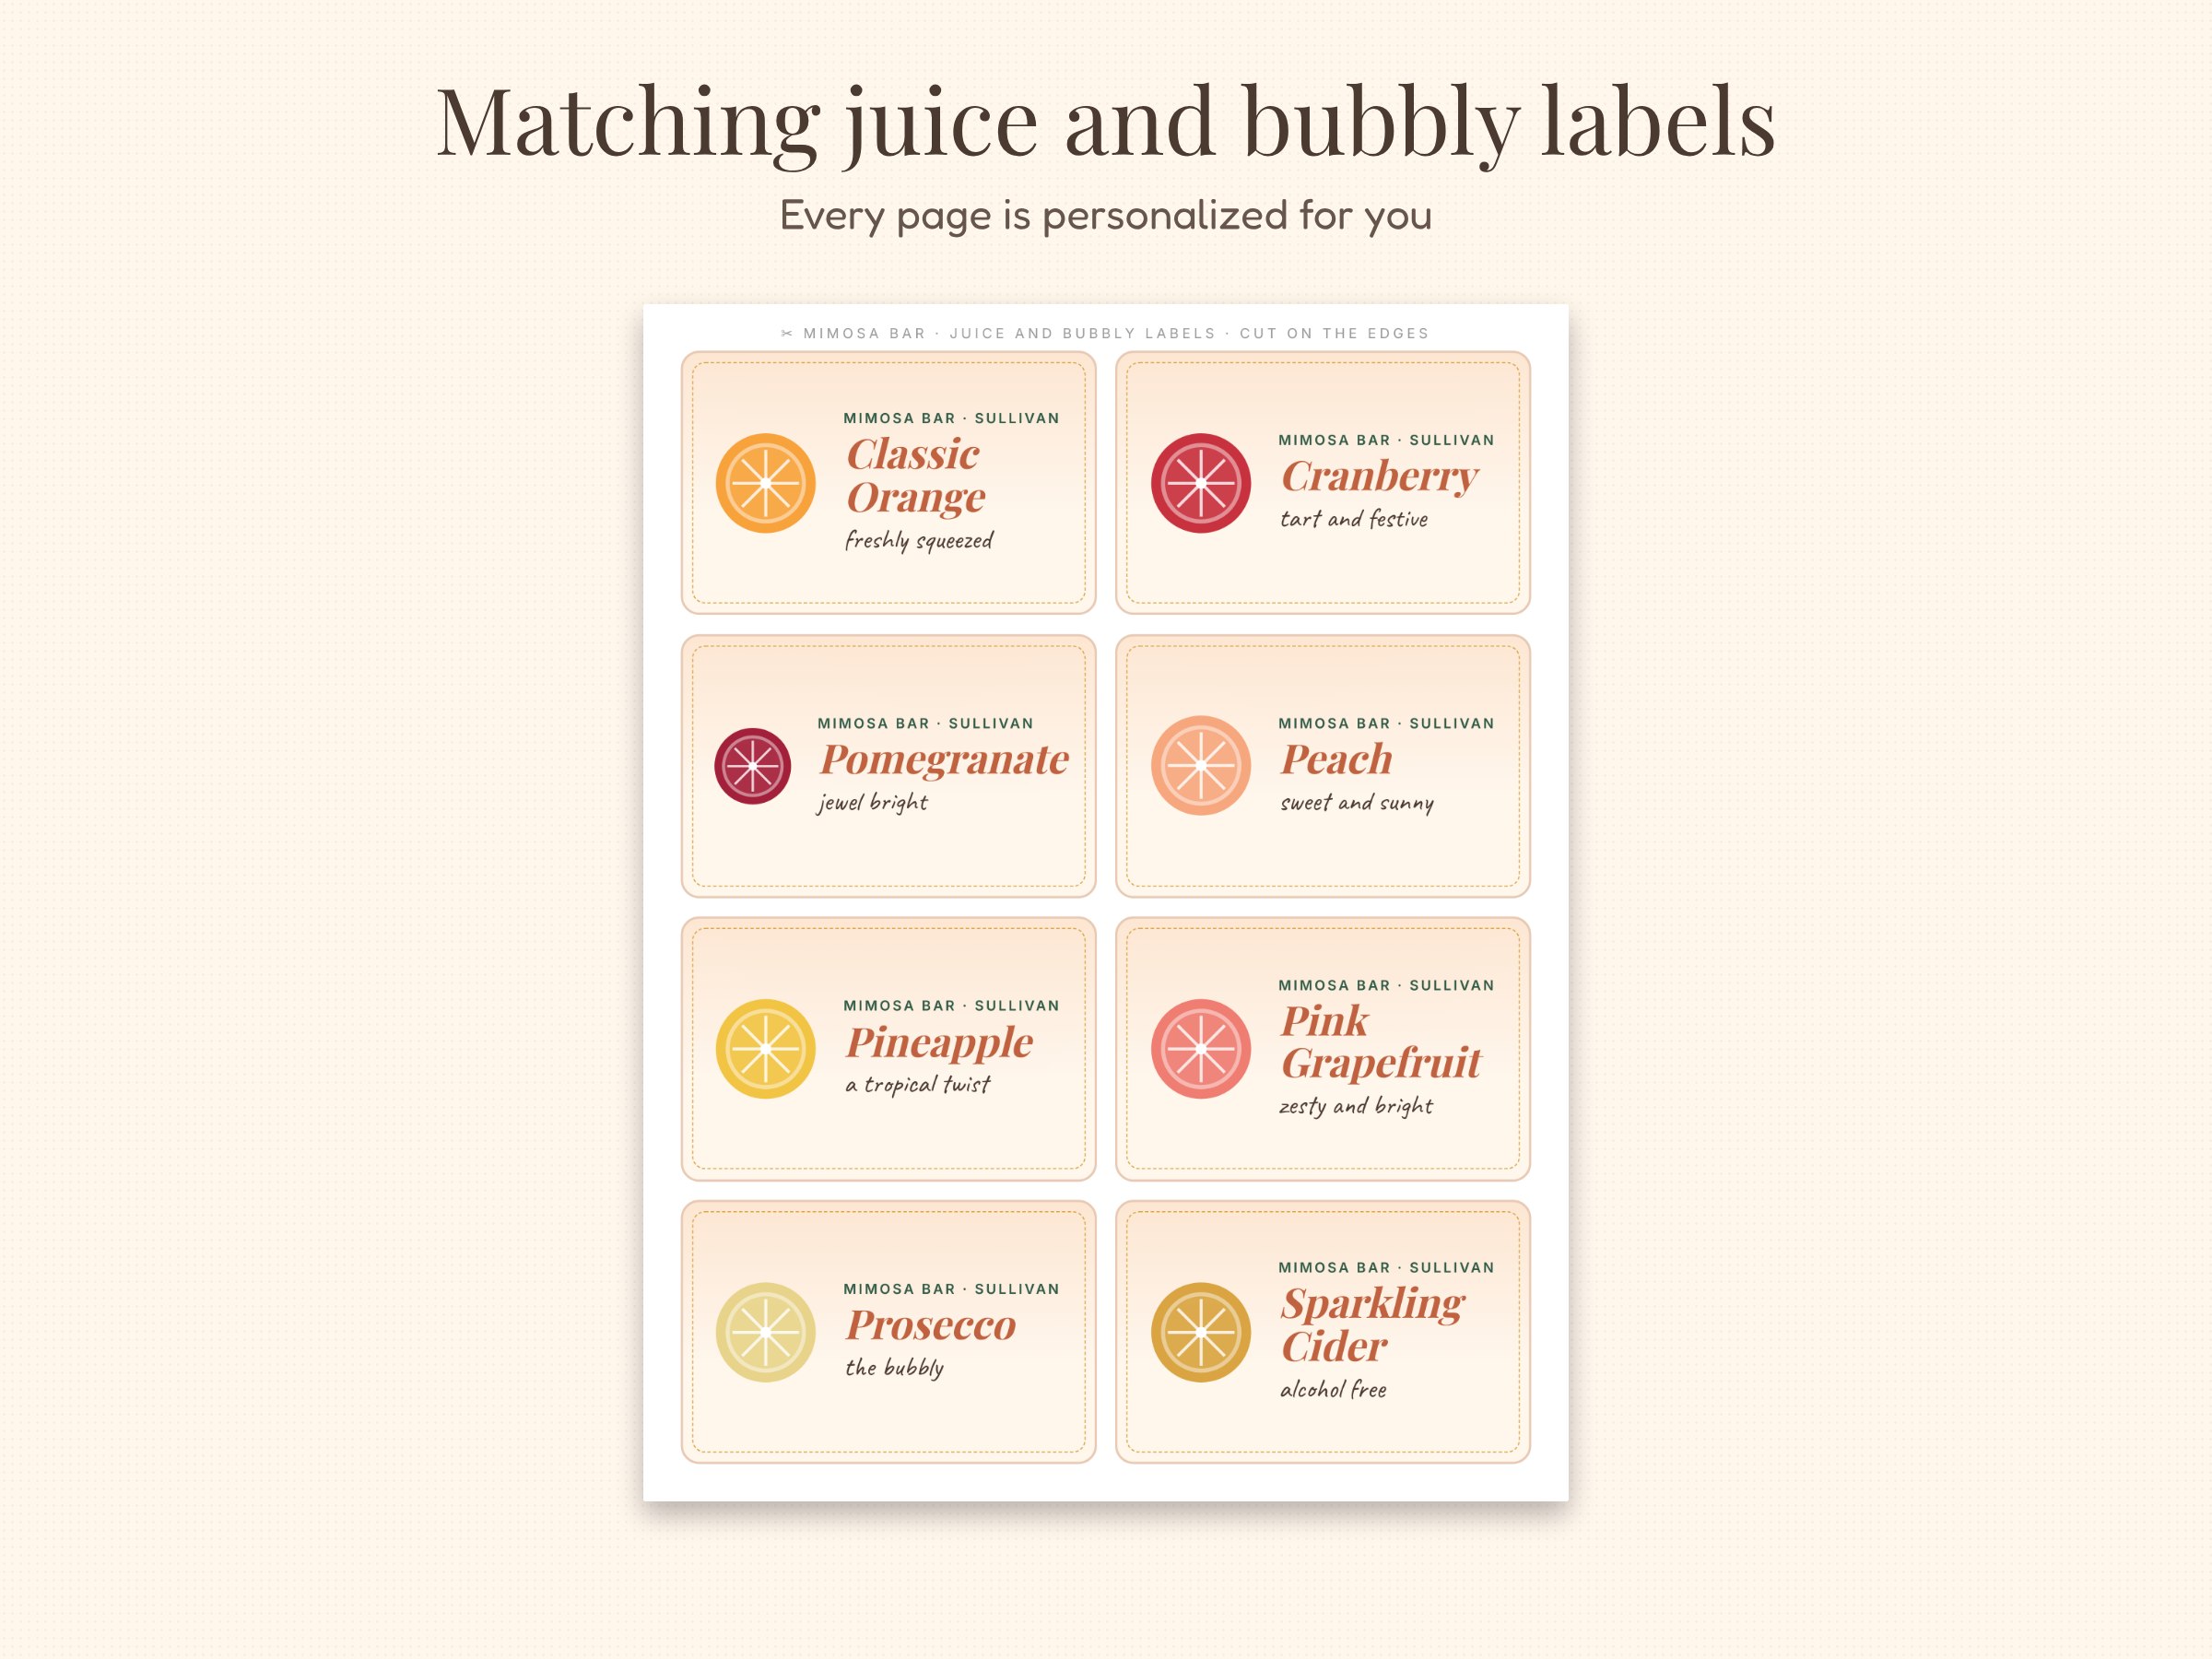 Matching juice and bubbly labels
Every page is personalized for you
✂ MIMOSA BAR · JUICE AND BUBBLY LABELS · CUT ON THE EDGES
MIMOSA BAR · SULLIVAN
Classic
Orange
freshly squeezed
MIMOSA BAR · SULLIVAN
Cranberry
tart and festive
MIMOSA BAR · SULLIVAN
Pomegranate
jewel bright
MIMOSA BAR · SULLIVAN
Peach
sweet and sunny
MIMOSA BAR · SULLIVAN
Pineapple
a tropical twist
MIMOSA BAR · SULLIVAN
Pink
Grapefruit
zesty and bright
MIMOSA BAR · SULLIVAN
Prosecco
the bubbly
MIMOSA BAR · SULLIVAN
Sparkling
Cider
alcohol free